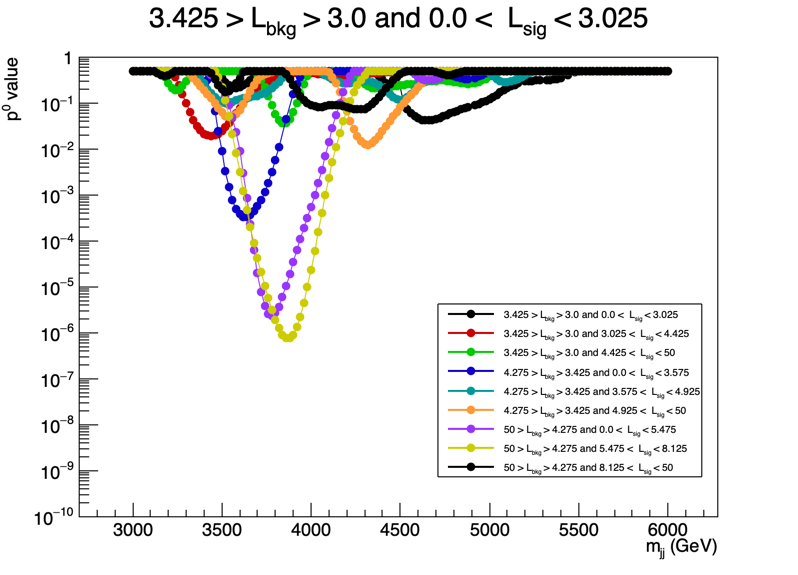 3.425 > L_bkg > 3.0 and 0.0 < L_sig < 3.025
p⁰ value
1
10⁻¹
10⁻²
10⁻³
10⁻⁴
10⁻⁵
10⁻⁶
10⁻⁷
10⁻⁸
10⁻⁹
10⁻¹⁰
3.425 > L_bkg > 3.0 and 0.0 < L_sig < 3.025
3.425 > L_bkg > 3.0 and 3.025 < L_sig < 4.425
3.425 > L_bkg > 3.0 and 4.425 < L_sig < 50
4.275 > L_bkg > 3.425 and 0.0 < L_sig < 3.575
4.275 > L_bkg > 3.425 and 3.575 < L_sig < 4.925
4.275 > L_bkg > 3.425 and 4.925 < L_sig < 50
50 > L_bkg > 4.275 and 0.0 < L_sig < 5.475
50 > L_bkg > 4.275 and 5.475 < L_sig < 8.125
50 > L_bkg > 4.275 and 8.125 < L_sig < 50
3000 3500 4000 4500 5000 5500 6000
m_jj (GeV)